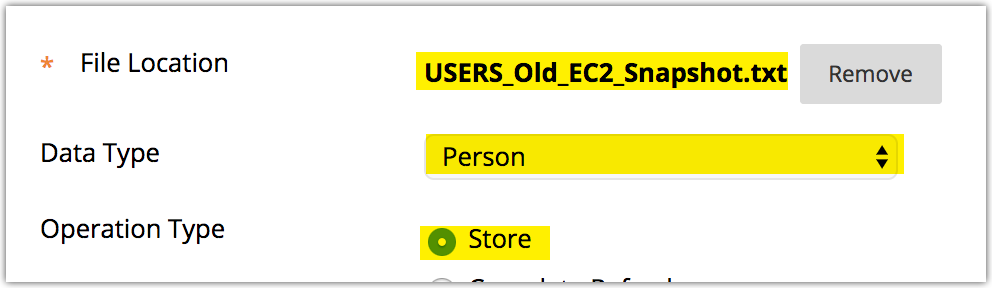 * File Location USERS_Old_EC2_Snapshot.txt Remove
Data Type Person
Operation Type Store